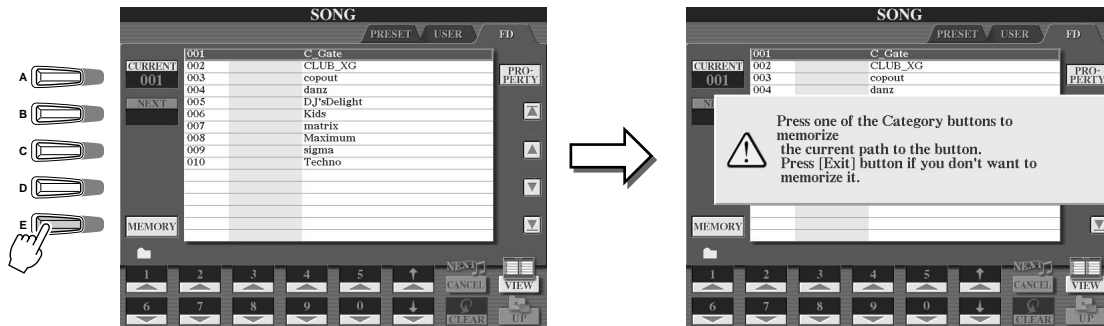 SONG
PRESET USER FD
CURRENT
001
NEXT
001 C_Gate
002 CLUB_XG
003 copout
004 danz
005 D.J'sDelight
006 Kids
007 matrix
008 Maximum
009 sigma
010 Techno
PRO-
PERTY
A
B
C
D
E
MEMORY
1 2 3 4 5
NEXT
CANCEL
VIEW
6 7 8 9 0
CLEAR
UP
SONG
PRESET USER FD
CURRENT
001
001 C_Gate
002 CLUB_XG
003 copout
004 danz
PRO-
PERTY
Press one of the Category buttons to
memorize
the current path to the button.
Press [Exit] button if you don't want to
memorize it.
MEMORY
1 2 3 4 5
NEXT
CANCEL
VIEW
6 7 8 9 0
CLEAR
UP